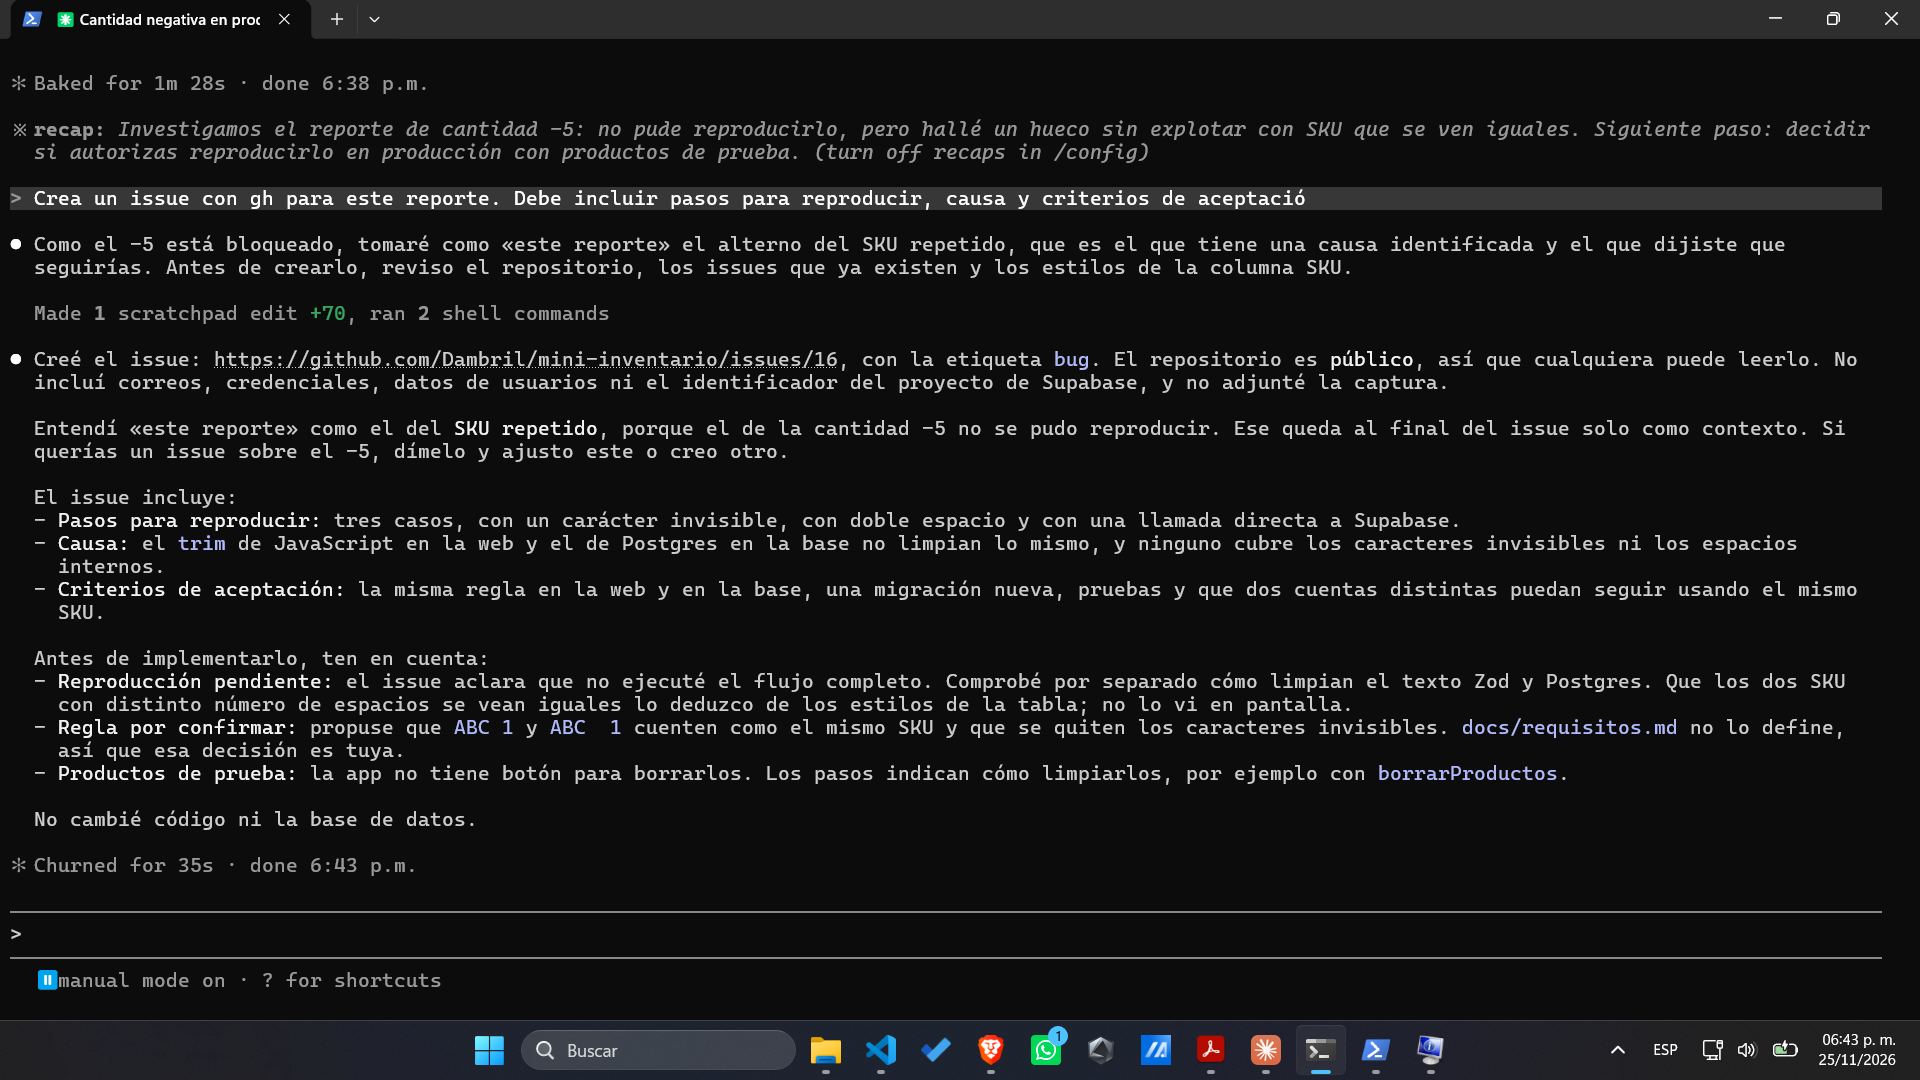 Cantidad negativa en proc
✻ Baked for 1m 28s · done 6:38 p.m.
※ recap: Investigamos el reporte de cantidad −5: no pude reproducirlo, pero hallé un hueco sin explotar con SKU que se ven iguales. Siguiente paso: decidir
si autorizas reproducirlo en producción con productos de prueba. (turn off recaps in /config)
> Crea un issue con gh para este reporte. Debe incluir pasos para reproducir, causa y criterios de aceptació
● Como el −5 está bloqueado, tomaré como «este reporte» el alterno del SKU repetido, que es el que tiene una causa identificada y el que dijiste que
seguirías. Antes de crearlo, reviso el repositorio, los issues que ya existen y los estilos de la columna SKU.
Made 1 scratchpad edit +70, ran 2 shell commands
● Creé el issue: https://github.com/Dambril/mini-inventario/issues/16, con la etiqueta bug. El repositorio es público, así que cualquiera puede leerlo. No
incluí correos, credenciales, datos de usuarios ni el identificador del proyecto de Supabase, y no adjunté la captura.
Entendí «este reporte» como el del SKU repetido, porque el de la cantidad −5 no se pudo reproducir. Ese queda al final del issue solo como contexto. Si
querías un issue sobre el −5, dímelo y ajusto este o creo otro.
El issue incluye:
- Pasos para reproducir: tres casos, con un carácter invisible, con doble espacio y con una llamada directa a Supabase.
- Causa: el trim de JavaScript en la web y el de Postgres en la base no limpian lo mismo, y ninguno cubre los caracteres invisibles ni los espacios
internos.
- Criterios de aceptación: la misma regla en la web y en la base, una migración nueva, pruebas y que dos cuentas distintas puedan seguir usando el mismo
SKU.
Antes de implementarlo, ten en cuenta:
- Reproducción pendiente: el issue aclara que no ejecuté el flujo completo. Comprobé por separado cómo limpian el texto Zod y Postgres. Que los dos SKU
con distinto número de espacios se vean iguales lo deduzco de los estilos de la tabla; no lo vi en pantalla.
- Regla por confirmar: propuse que ABC 1 y ABC  1 cuenten como el mismo SKU y que se quiten los caracteres invisibles. docs/requisitos.md no lo define,
así que esa decisión es tuya.
- Productos de prueba: la app no tiene botón para borrarlos. Los pasos indican cómo limpiarlos, por ejemplo con borrarProductos.
No cambié código ni la base de datos.
✻ Churned for 35s · done 6:43 p.m.
>
manual mode on · ? for shortcuts
Buscar
1
ESP
06:43 p. m.
25/11/2026